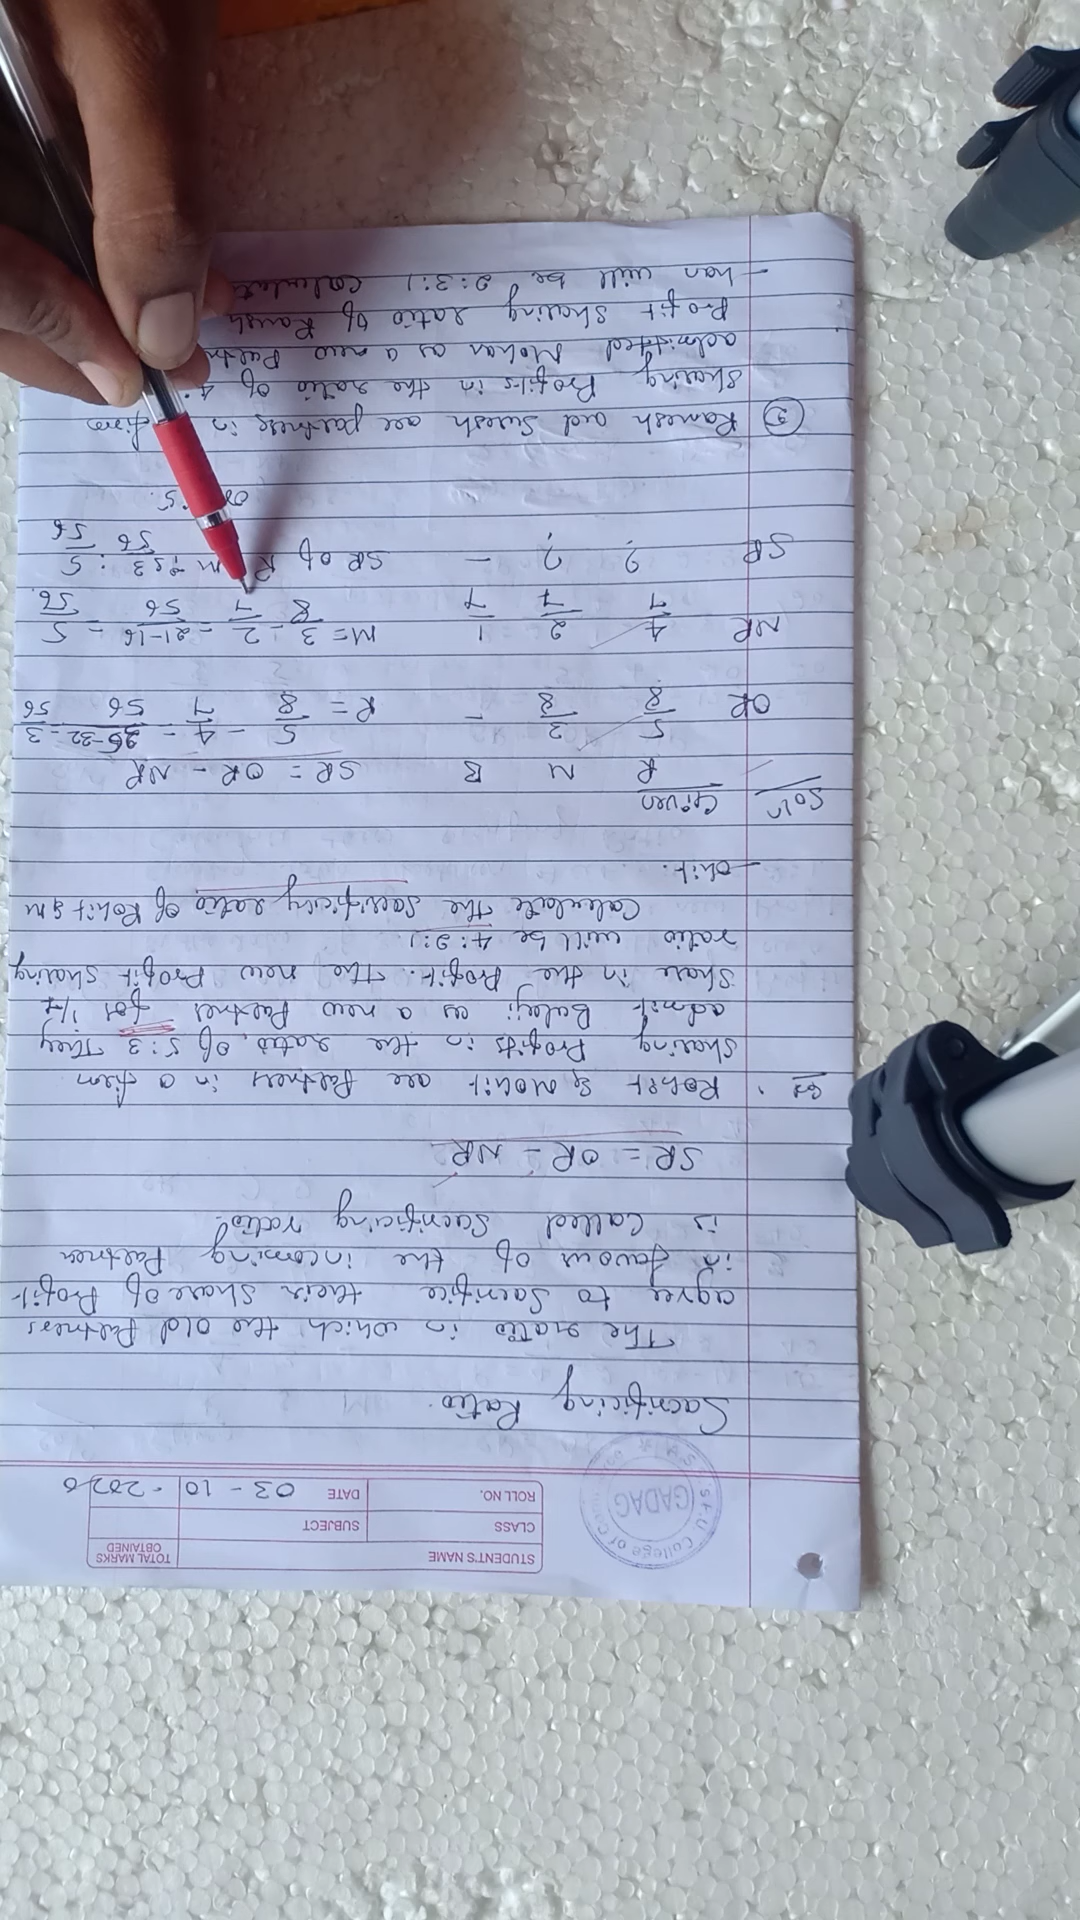 STUDENT'S NAME
TOTAL MARKS OBTAINED
CLASS
SUBJECT
ROLL NO.
DATE 03-10-2020
GADAG
Sacrificing Ratio.
The ratio in which the old Partners
agree to Sacrifice their share of Profit
in favour of the incoming Partner
is Called Sacrificing ratio.
SR = OR - NR
Ex. Rohit & Mohit are Partners in a firm
sharing Profits in the ratio of 5:3 They
admit Balaji as a new Partner for 1/7
Share in the Profit. The new Profit Sharing
ratio will be 4:2:1
Calculate the Sacrificing ratio of Rohit & M
-ohit.
Soln Given
R M B SR = OR - NR
OR 5/8 3/8 - R = 5/8 - 4/7 = 35-32/56 = 3/56
NR 4/7 2/7 1/7 M = 3/8 - 2/7 = 21-16/56 = 5/56
SR ? ? - SR of R M 3/56 : 5/56
② Ramesh and Suresh are partners in firm
sharing Profits in the ratio of 4:
admitted Mohan as a new
Profit Sharing ratio of
-han will be 2:3:1 Calculate